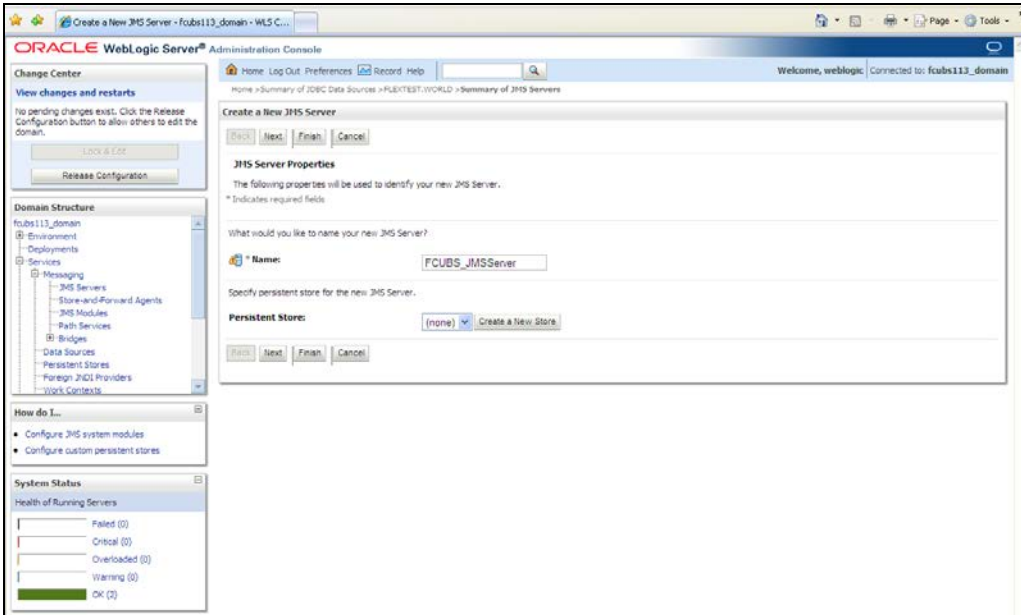 Create a New JMS Server - fcubs113_domain - WLS C...
Page
Tools
ORACLE WebLogic Server® Administration Console
Change Center
View changes and restarts
No pending changes exist. Click the Release
Configuration button to allow others to edit the
domain.
Lock & Edit
Release Configuration
Domain Structure
fcubs113_domain
Environment
Deployments
Services
Messaging
JMS Servers
Store-and-Forward Agents
JMS Modules
Path Services
Bridges
Data Sources
Persistent Stores
Foreign JNDI Providers
Work Contexts
How do I...
Configure JMS system modules
Configure custom persistent stores
System Status
Health of Running Servers
Failed (0)
Critical (0)
Overloaded (0)
Warning (0)
OK (2)
Home Log Out Preferences Record Help
Welcome, weblogic Connected to: fcubs113_domain
Home >Summary of JDBC Data Sources >FLEXTEST.WORLD >Summary of JMS Servers
Create a New JMS Server
Back Next Finish Cancel
JMS Server Properties
The following properties will be used to identify your new JMS Server.
* Indicates required fields
What would you like to name your new JMS Server?
* Name: FCUBS_JMSServer
Specify persistent store for the new JMS Server.
Persistent Store: (none) Create a New Store
Back Next Finish Cancel